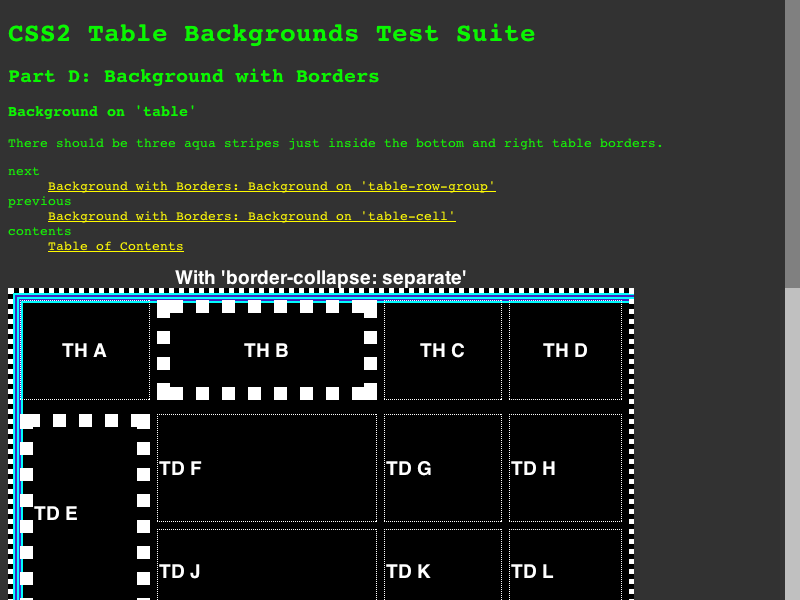 CSS2 Table Backgrounds Test Suite
Part D: Background with Borders
Background on 'table'
There should be three aqua stripes just inside the bottom and right table borders.
next
Background with Borders: Background on 'table-row-group'
previous
Background with Borders: Background on 'table-cell'
contents
Table of Contents
With 'border-collapse: separate'
TH A TH B TH C TH D
TD F TD G TD H
TD E
TD J TD K TD L